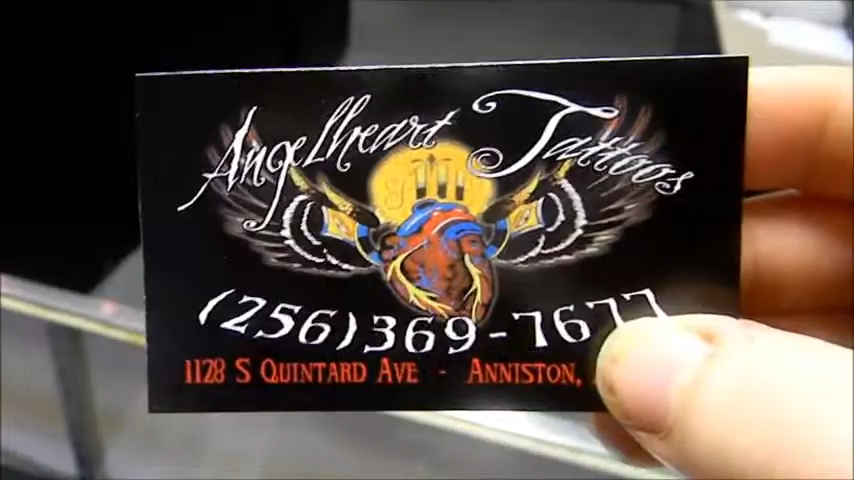 Angelheart Tattoos
(256)369-7677
1128 S QUINTARD AVE - ANNISTON,